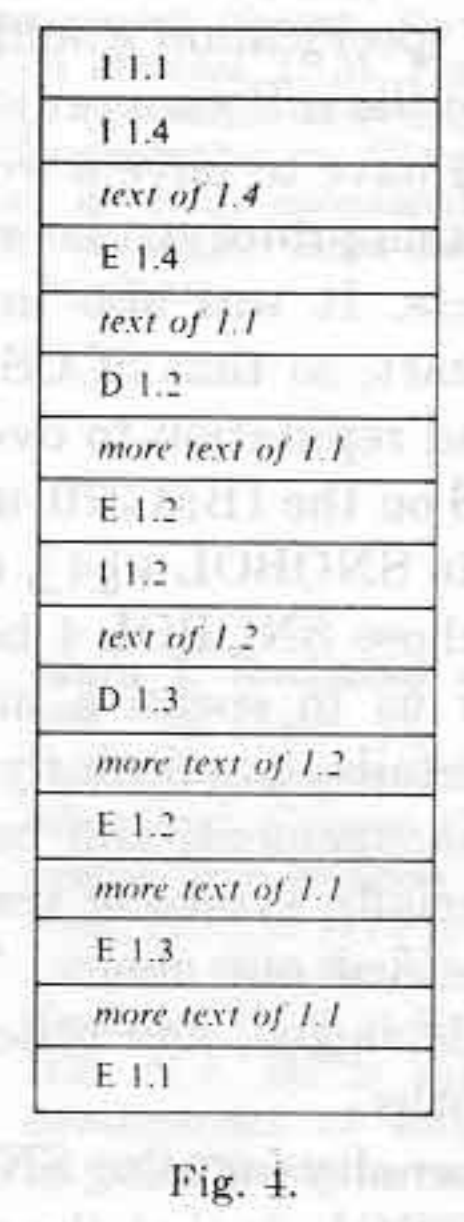 I 1.1
I 1.4
text of 1.4
E 1.4
text of 1.1
D 1.2
more text of 1.1
E 1.2
I 1.2
text of 1.2
D 1.3
more text of 1.2
E 1.2
more text of 1.1
E 1.3
more text of 1.1
E 1.1
Fig. 4.